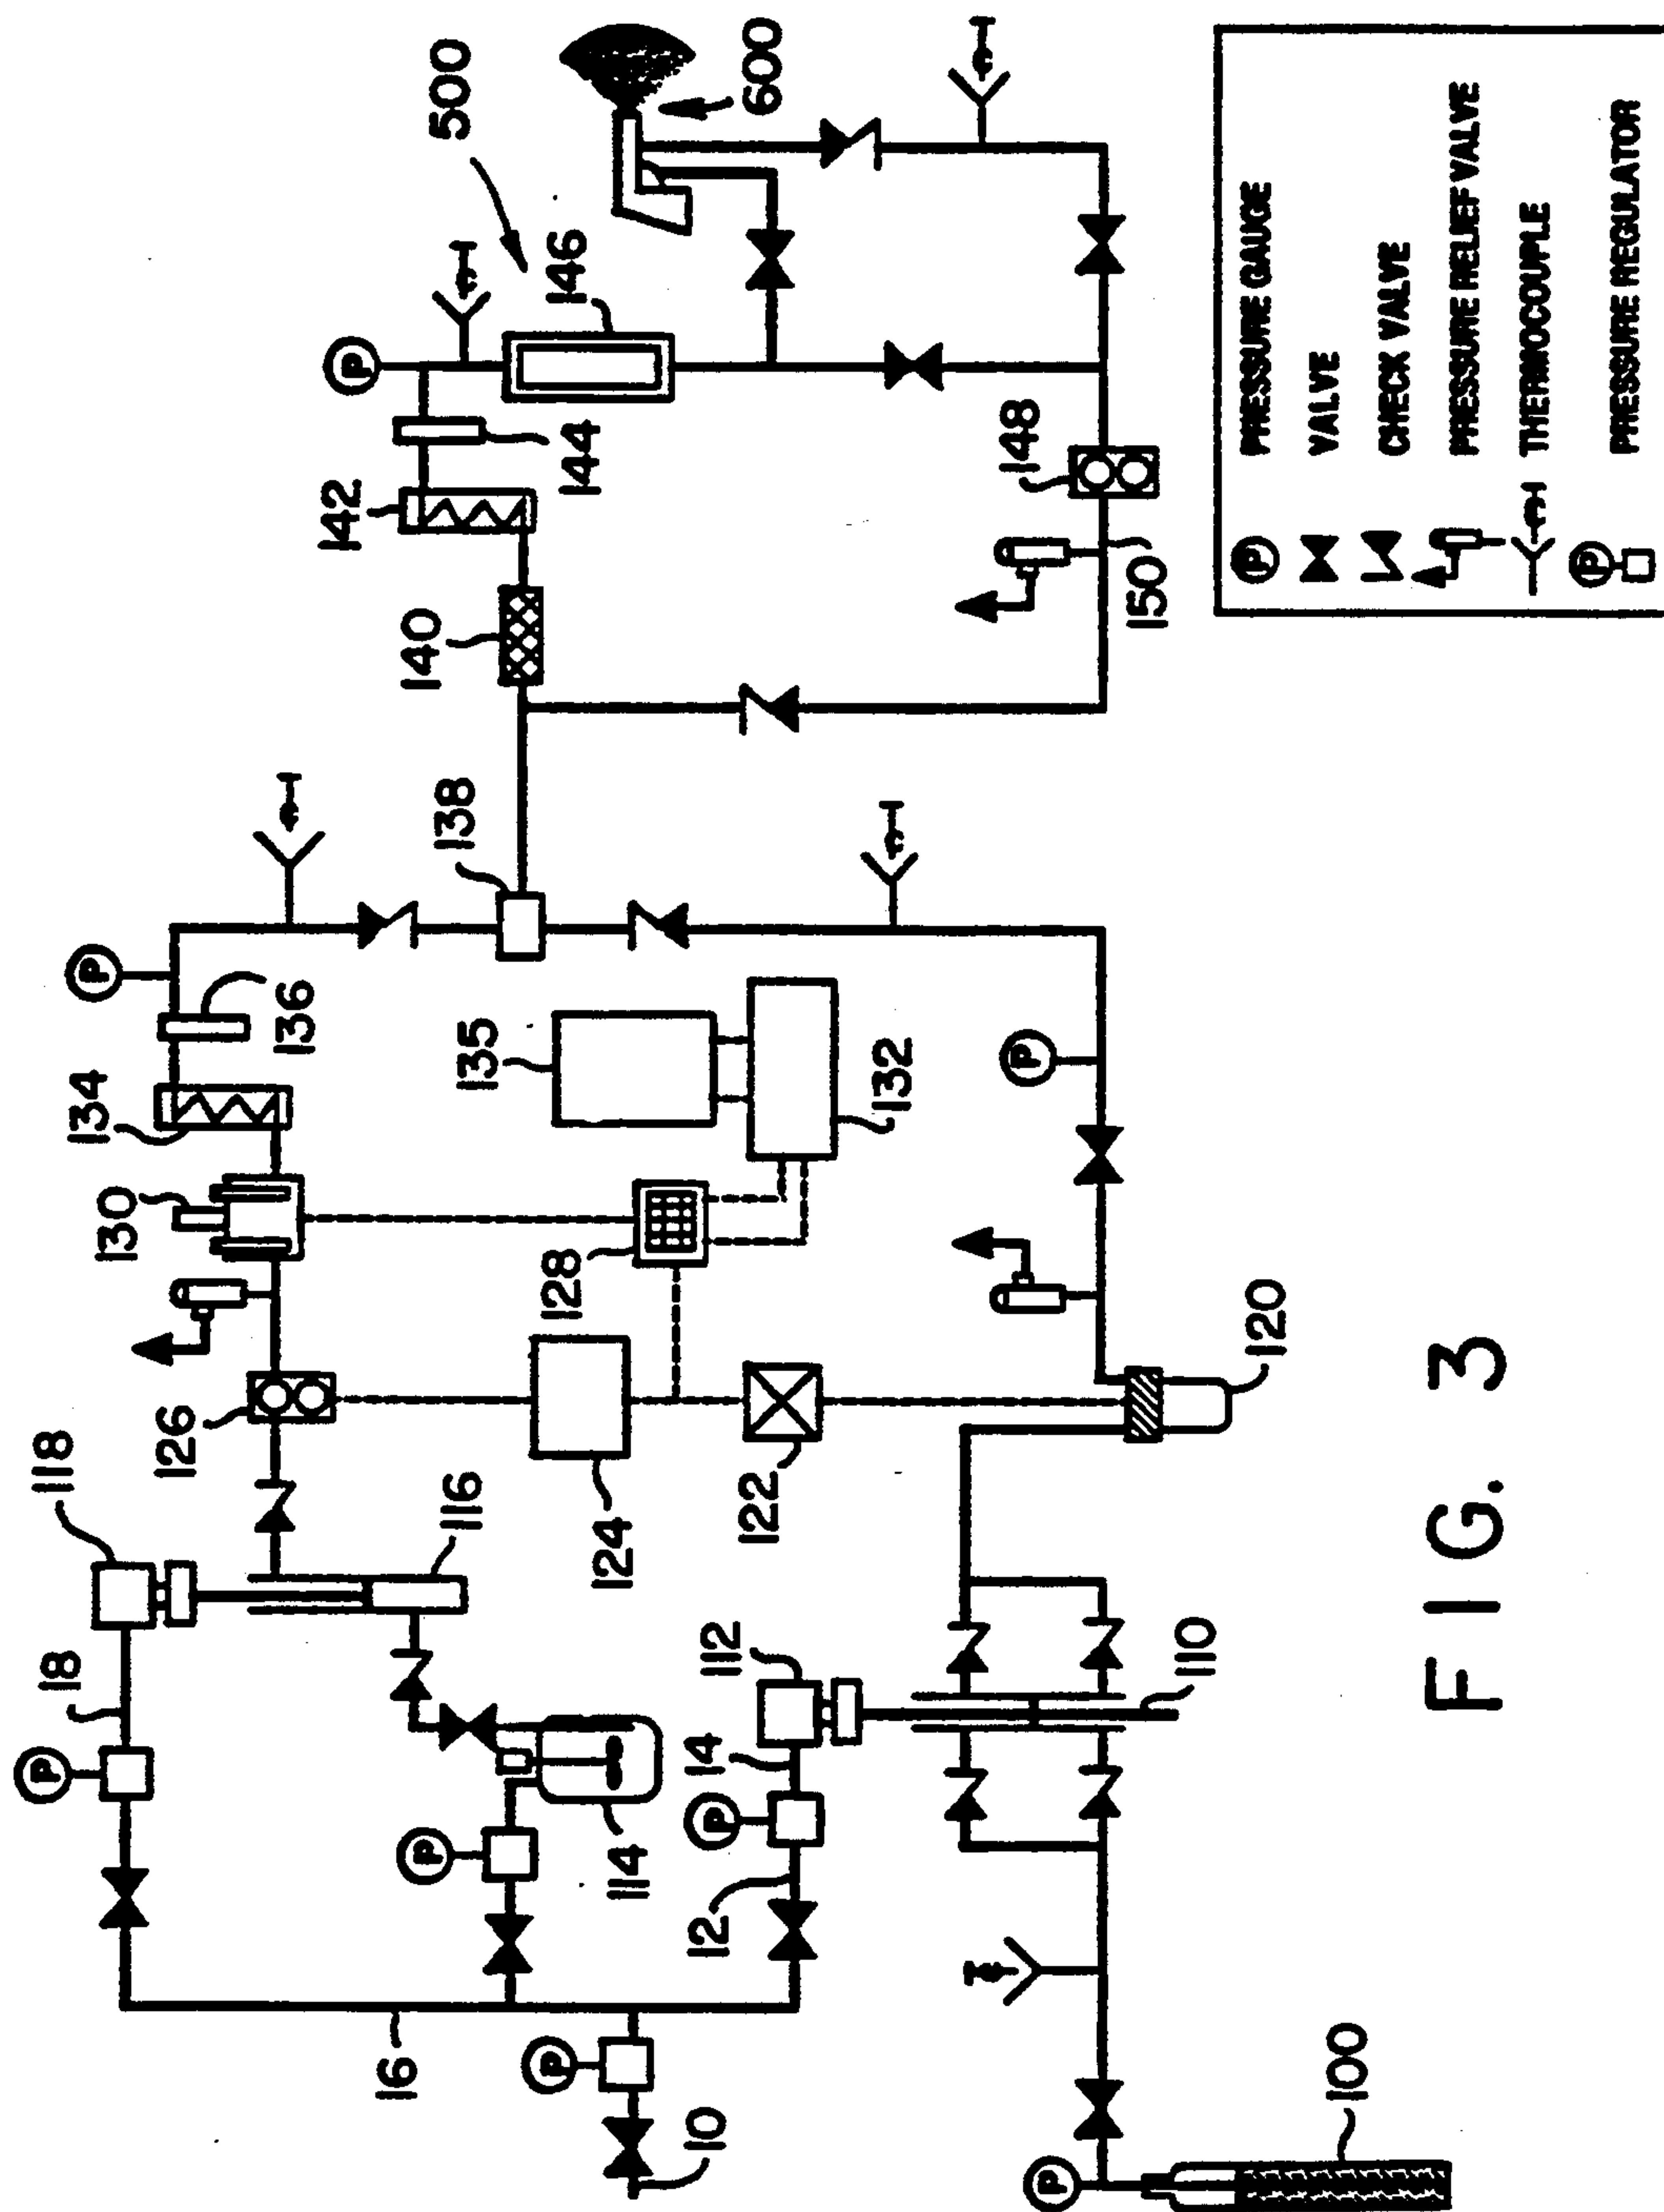 500
600
146
144
142
140
148
150
138
136
134
135
132
130
128
126
124
122
120
118
116
18
112
14
110
114
12
16
10
100
P
P
P
P
P
P
P
P
P
P
PRESSURE GAUGE
VALVE
CHECK VALVE
PRESSURE RELIEF VALVE
THERMOCOUPLE
PRESSURE REGULATOR
FIG. 3